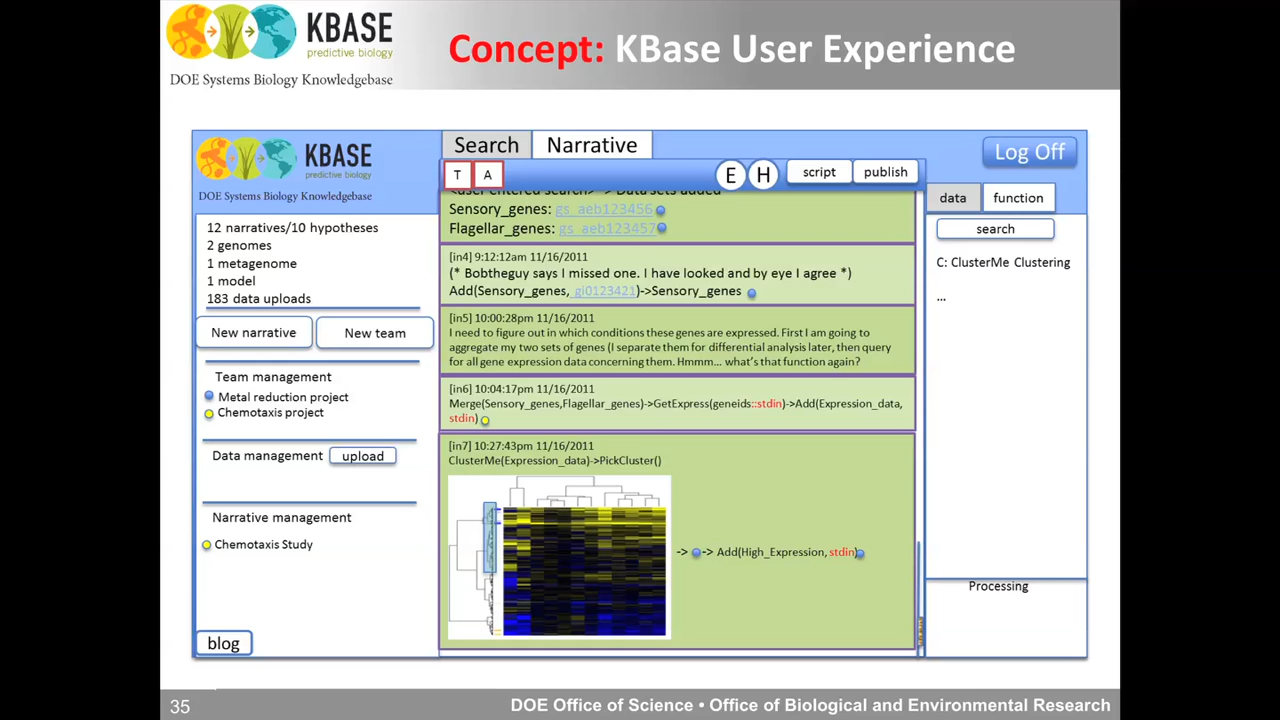 KBASE
predictive biology
DOE Systems Biology Knowledgebase
Concept: KBase User Experience
KBASE
predictive biology
DOE Systems Biology Knowledgebase
Search
Narrative
Log Off
T
A
E
H
script
publish
data
function
12 narratives/10 hypotheses
2 genomes
1 metagenome
1 model
183 data uploads
New narrative
New team
Team management
Metal reduction project
Chemotaxis project
Data management
upload
Narrative management
Chemotaxis Study
blog
<user entered search> -> Data sets added
Sensory_genes: gs_aeb123456
Flagellar_genes: gs_aeb123457
[in4] 9:12:12am 11/16/2011
(* Bobtheguy says I missed one. I have looked and by eye I agree *)
Add(Sensory_genes, gi0123421)->Sensory_genes
[in5] 10:00:28pm 11/16/2011
I need to figure out in which conditions these genes are expressed. First I am going to
aggregate my two sets of genes (I separate them for differential analysis later, then query
for all gene expression data concerning them. Hmmm... what's that function again?
[in6] 10:04:17pm 11/16/2011
Merge(Sensory_genes,Flagellar_genes)->GetExpress(geneids::stdin)->Add(Expression_data,
stdin)
[in7] 10:27:43pm 11/16/2011
ClusterMe(Expression_data)->PickCluster()
-> -> Add(High_Expression, stdin)
search
C: ClusterMe Clustering
...
Processing
35
DOE Office of Science • Office of Biological and Environmental Research